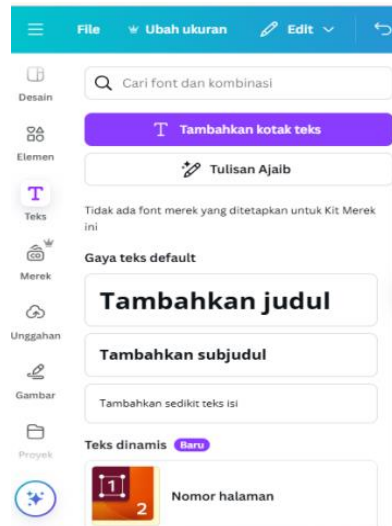 File Ubah ukuran Edit
Desain
Elemen
Teks
Merek
Unggahan
Gambar
Proyek
Cari font dan kombinasi
T Tambahkan kotak teks
Tulisan Ajaib
Tidak ada font merek yang ditetapkan untuk Kit Merek
ini
Gaya teks default
Tambahkan judul
Tambahkan subjudul
Tambahkan sedikit teks isi
Teks dinamis Baru
1
2
Nomor halaman